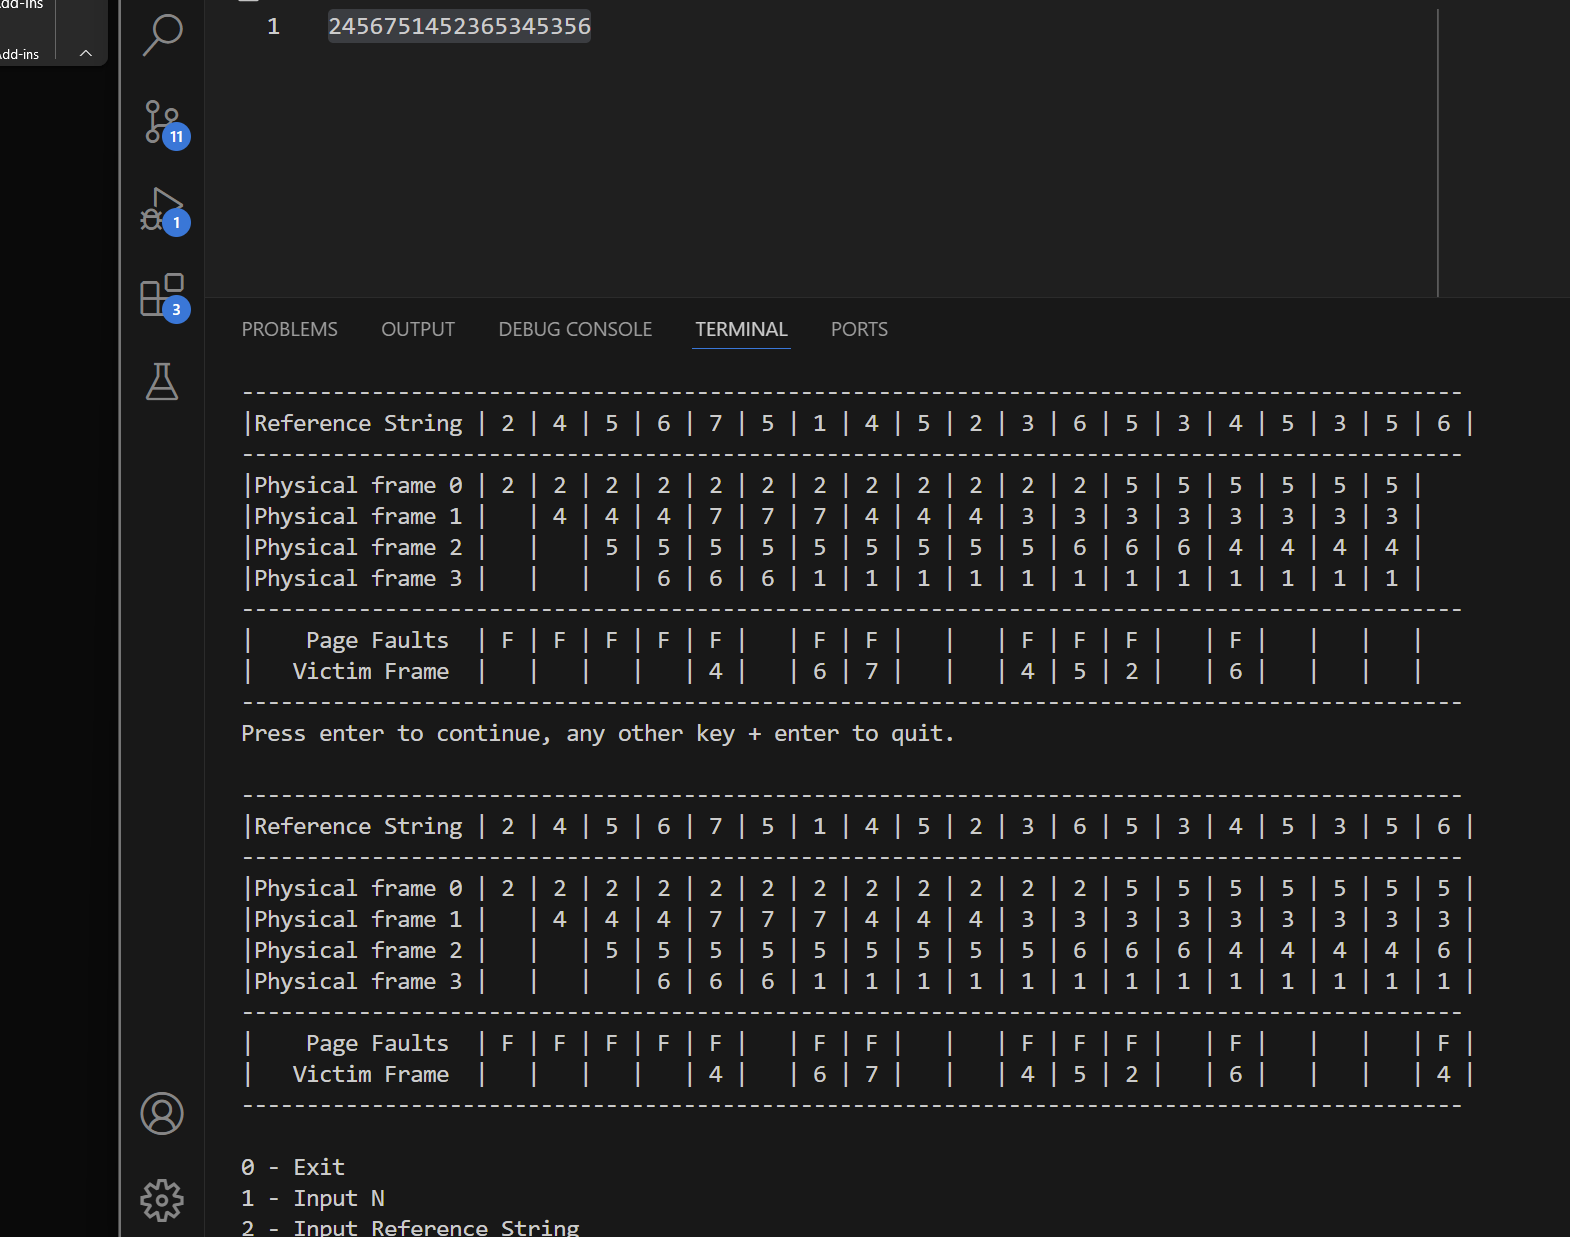 Add-ins
Add-ins
1 2456751452365345356
11
1
3
PROBLEMS OUTPUT DEBUG CONSOLE TERMINAL PORTS
----------------------------------------------------------------------------------------------
|Reference String | 2 | 4 | 5 | 6 | 7 | 5 | 1 | 4 | 5 | 2 | 3 | 6 | 5 | 3 | 4 | 5 | 3 | 5 | 6 |
----------------------------------------------------------------------------------------------
|Physical frame 0 | 2 | 2 | 2 | 2 | 2 | 2 | 2 | 2 | 2 | 2 | 2 | 2 | 5 | 5 | 5 | 5 | 5 | 5 |
|Physical frame 1 |   | 4 | 4 | 4 | 7 | 7 | 7 | 4 | 4 | 4 | 3 | 3 | 3 | 3 | 3 | 3 | 3 | 3 |
|Physical frame 2 |   |   | 5 | 5 | 5 | 5 | 5 | 5 | 5 | 5 | 5 | 6 | 6 | 6 | 4 | 4 | 4 | 4 |
|Physical frame 3 |   |   |   | 6 | 6 | 6 | 1 | 1 | 1 | 1 | 1 | 1 | 1 | 1 | 1 | 1 | 1 | 1 |
----------------------------------------------------------------------------------------------
|    Page Faults  | F | F | F | F | F |   | F | F |   |   | F | F | F |   | F |   |   |   |
|   Victim Frame  |   |   |   |   | 4 |   | 6 | 7 |   |   | 4 | 5 | 2 |   | 6 |   |   |   |
----------------------------------------------------------------------------------------------
Press enter to continue, any other key + enter to quit.
----------------------------------------------------------------------------------------------
|Reference String | 2 | 4 | 5 | 6 | 7 | 5 | 1 | 4 | 5 | 2 | 3 | 6 | 5 | 3 | 4 | 5 | 3 | 5 | 6 |
----------------------------------------------------------------------------------------------
|Physical frame 0 | 2 | 2 | 2 | 2 | 2 | 2 | 2 | 2 | 2 | 2 | 2 | 2 | 5 | 5 | 5 | 5 | 5 | 5 | 5 |
|Physical frame 1 |   | 4 | 4 | 4 | 7 | 7 | 7 | 4 | 4 | 4 | 3 | 3 | 3 | 3 | 3 | 3 | 3 | 3 | 3 |
|Physical frame 2 |   |   | 5 | 5 | 5 | 5 | 5 | 5 | 5 | 5 | 5 | 6 | 6 | 6 | 4 | 4 | 4 | 4 | 6 |
|Physical frame 3 |   |   |   | 6 | 6 | 6 | 1 | 1 | 1 | 1 | 1 | 1 | 1 | 1 | 1 | 1 | 1 | 1 | 1 |
----------------------------------------------------------------------------------------------
|    Page Faults  | F | F | F | F | F |   | F | F |   |   | F | F | F |   | F |   |   |   | F |
|   Victim Frame  |   |   |   |   | 4 |   | 6 | 7 |   |   | 4 | 5 | 2 |   | 6 |   |   |   | 4 |
----------------------------------------------------------------------------------------------
0 - Exit
1 - Input N
2 - Input Reference String